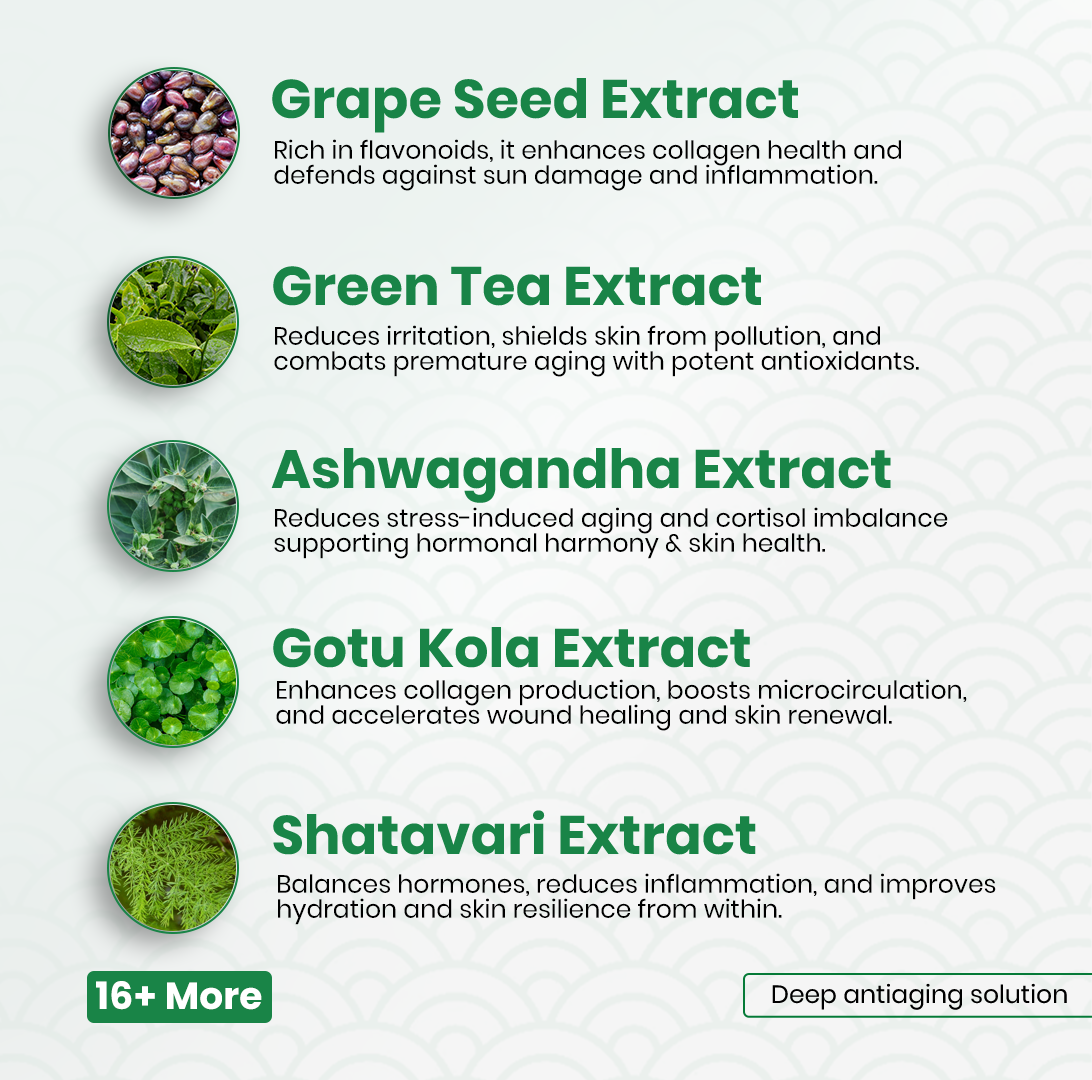 Grape Seed Extract
Rich in flavonoids, it enhances collagen health and
defends against sun damage and inflammation.
Green Tea Extract
Reduces irritation, shields skin from pollution, and
combats premature aging with potent antioxidants.
Ashwagandha Extract
Reduces stress-induced aging and cortisol imbalance
supporting hormonal harmony & skin health.
Gotu Kola Extract
Enhances collagen production, boosts microcirculation,
and accelerates wound healing and skin renewal.
Shatavari Extract
Balances hormones, reduces inflammation, and improves
hydration and skin resilience from within.
16+ More
Deep antiaging solution